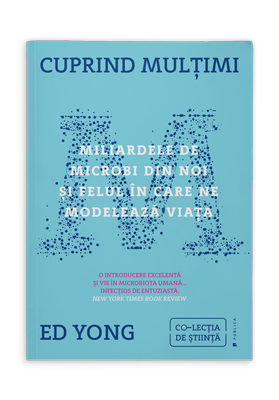 CUPRIND MULȚIMI
MILIARDELE DE
MICROBI DIN NOI
ȘI FELUL ÎN CARE NE
MODELEAZĂ VIAȚA
O INTRODUCERE EXCELENTĂ
ȘI VIE ÎN MICROBIOTA UMANĂ...
INFECȚIOS DE ENTUZIASTĂ.
NEW YORK TIMES BOOK REVIEW
ED YONG
CO-LECȚIA
DE ȘTIINȚĂ
PUBLICA